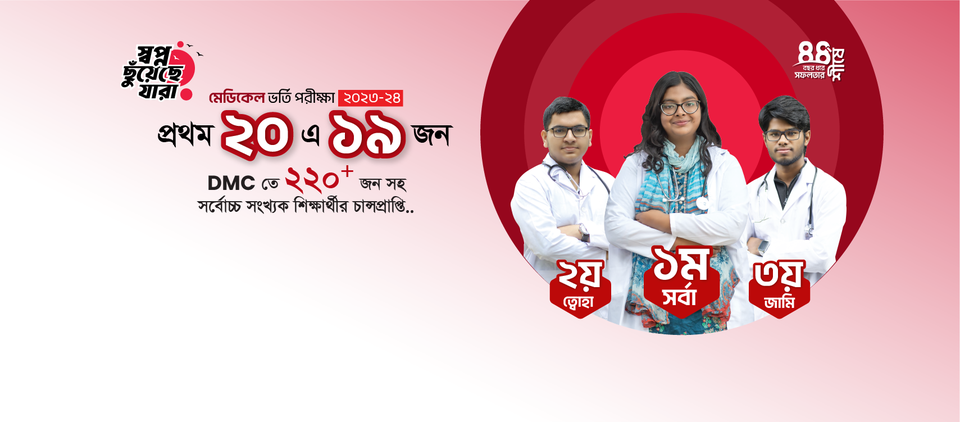 স্বপ্ন
ছুঁয়েছে
যারা
মেডিকেল ভর্তি পরীক্ষা ২০২৩-২৪
প্রথম ২০ এ ১৯ জন
DMC তে ২২০+ জন সহ
সর্বোচ্চ সংখ্যক শিক্ষার্থীর চান্সপ্রাপ্তি..
৪৪
বছর ধরে
সফলতার
শীর্ষে
২য়
ত্বোহা
১ম
সর্বা
৩য়
জামি